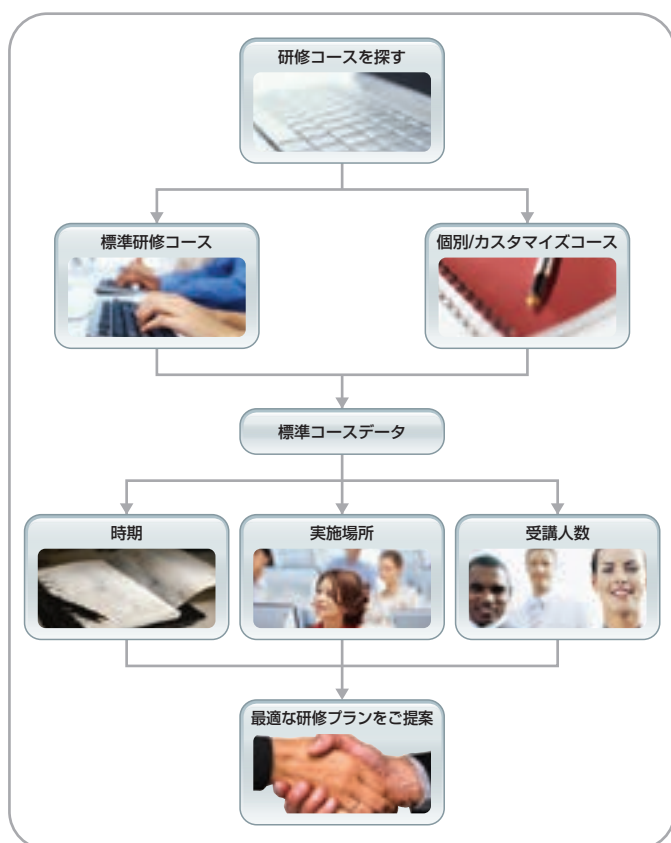 研修コースを探す
標準研修コース
個別/カスタマイズコース
標準コースデータ
時期
実施場所
受講人数
最適な研修プランをご提案